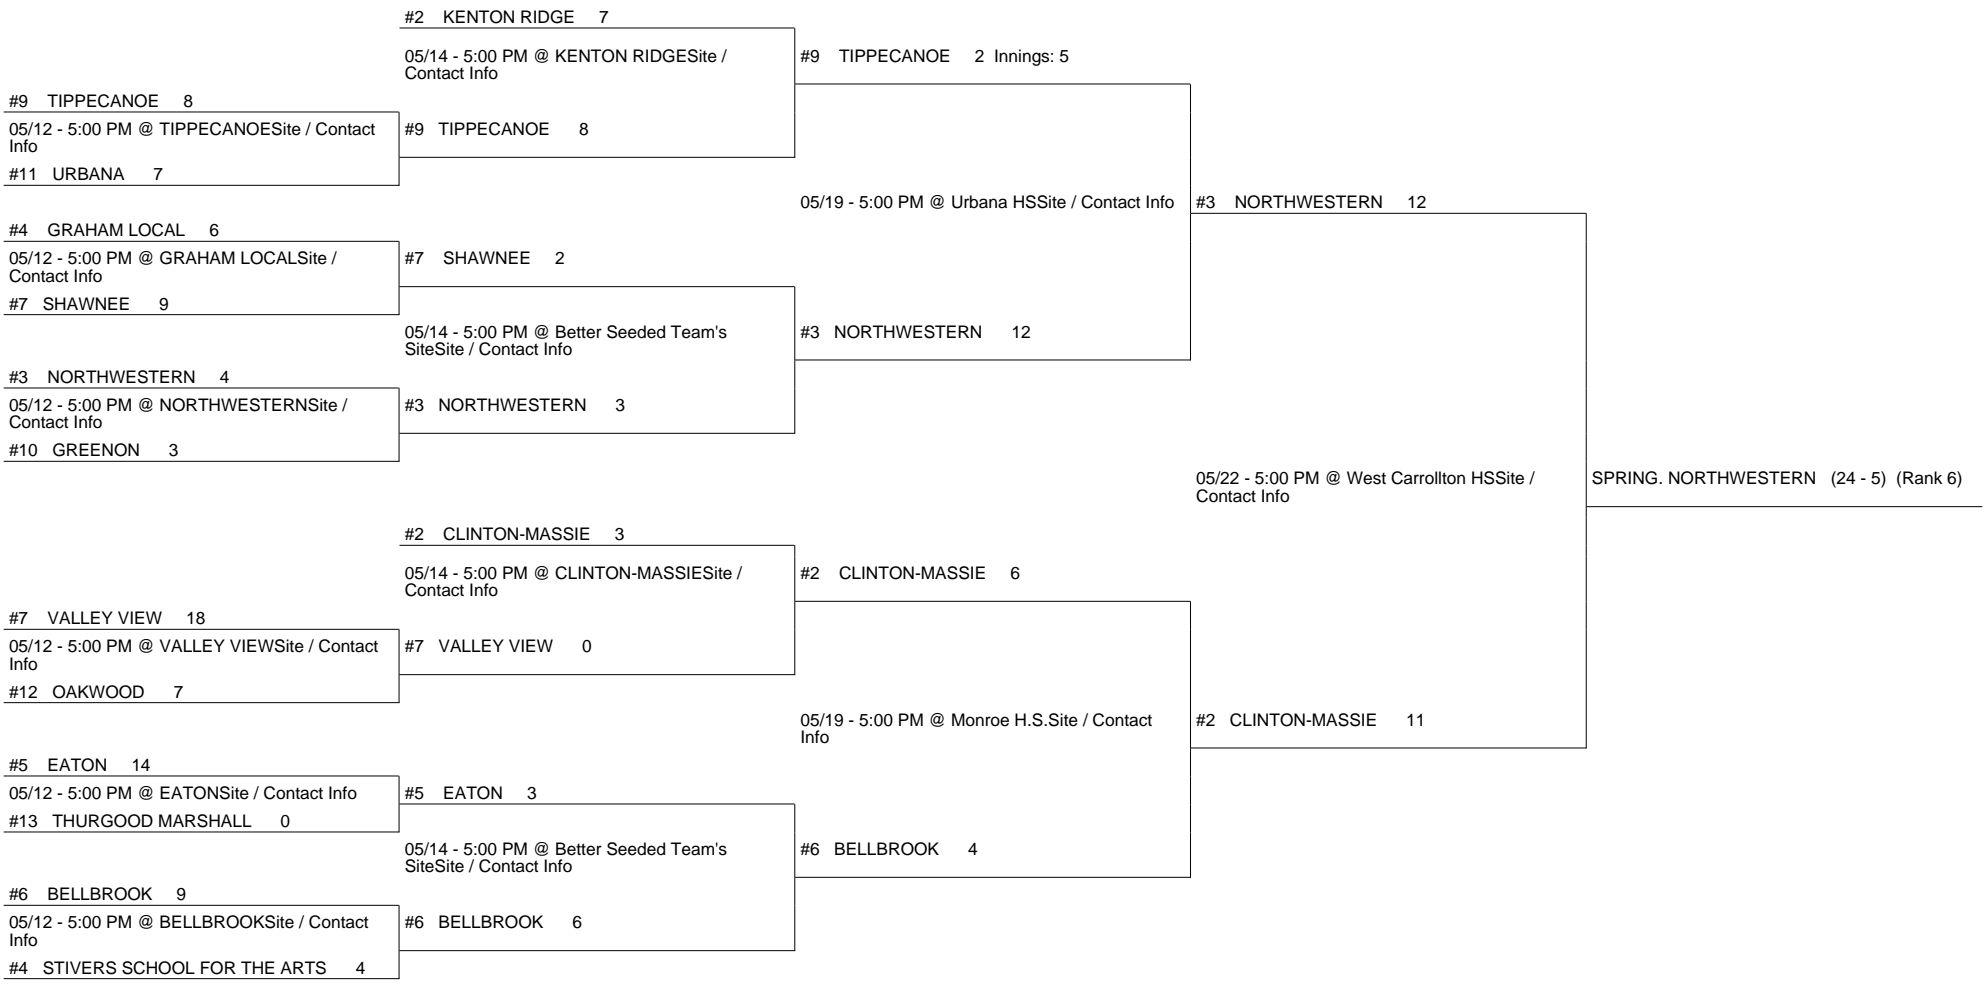 #2 KENTON RIDGE 7
05/14 - 5:00 PM @ KENTON RIDGESite /
Contact Info
#9 TIPPECANOE 2 Innings: 5
#9 TIPPECANOE 8
05/12 - 5:00 PM @ TIPPECANOESite / Contact
Info
#9 TIPPECANOE 8
#11 URBANA 7
05/19 - 5:00 PM @ Urbana HSSite / Contact Info
#3 NORTHWESTERN 12
#4 GRAHAM LOCAL 6
05/12 - 5:00 PM @ GRAHAM LOCALSite /
Contact Info
#7 SHAWNEE 2
#7 SHAWNEE 9
05/14 - 5:00 PM @ Better Seeded Team's
SiteSite / Contact Info
#3 NORTHWESTERN 12
#3 NORTHWESTERN 4
05/12 - 5:00 PM @ NORTHWESTERNSite /
Contact Info
#3 NORTHWESTERN 3
#10 GREENON 3
05/22 - 5:00 PM @ West Carrollton HSSite /
Contact Info
SPRING. NORTHWESTERN (24 - 5) (Rank 6)
#2 CLINTON-MASSIE 3
05/14 - 5:00 PM @ CLINTON-MASSIESite /
Contact Info
#2 CLINTON-MASSIE 6
#7 VALLEY VIEW 18
05/12 - 5:00 PM @ VALLEY VIEWSite / Contact
Info
#7 VALLEY VIEW 0
#12 OAKWOOD 7
05/19 - 5:00 PM @ Monroe H.S.Site / Contact
Info
#2 CLINTON-MASSIE 11
#5 EATON 14
05/12 - 5:00 PM @ EATONSite / Contact Info
#5 EATON 3
#13 THURGOOD MARSHALL 0
05/14 - 5:00 PM @ Better Seeded Team's
SiteSite / Contact Info
#6 BELLBROOK 4
#6 BELLBROOK 9
05/12 - 5:00 PM @ BELLBROOKSite / Contact
Info
#6 BELLBROOK 6
#4 STIVERS SCHOOL FOR THE ARTS 4